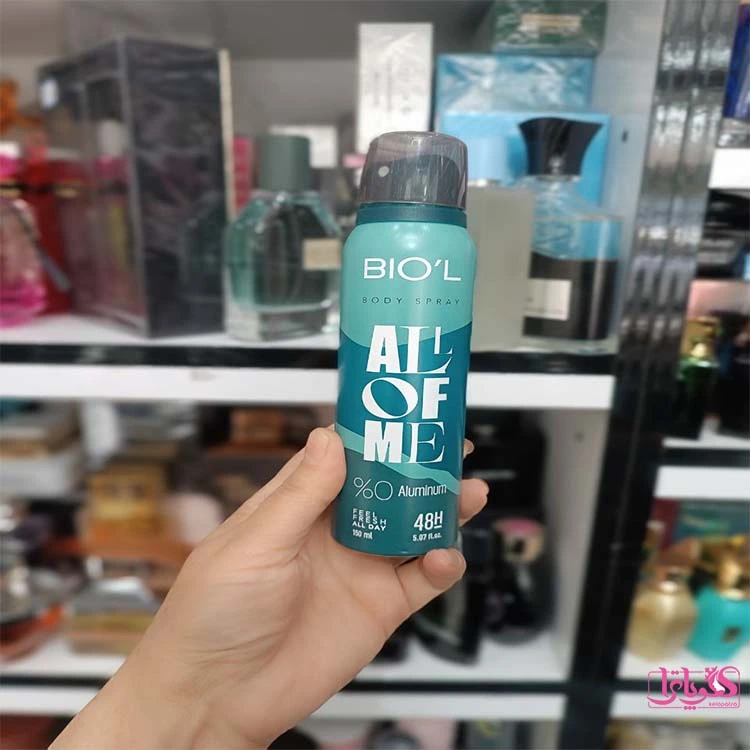 BIO'L
BODY SPRAY
ALL
OF
ME
%0 Aluminum
FEEL
FRESH
ALL DAY
150 ml
48H
5.07 fl.oz.
کلوپاترا
kelopatra